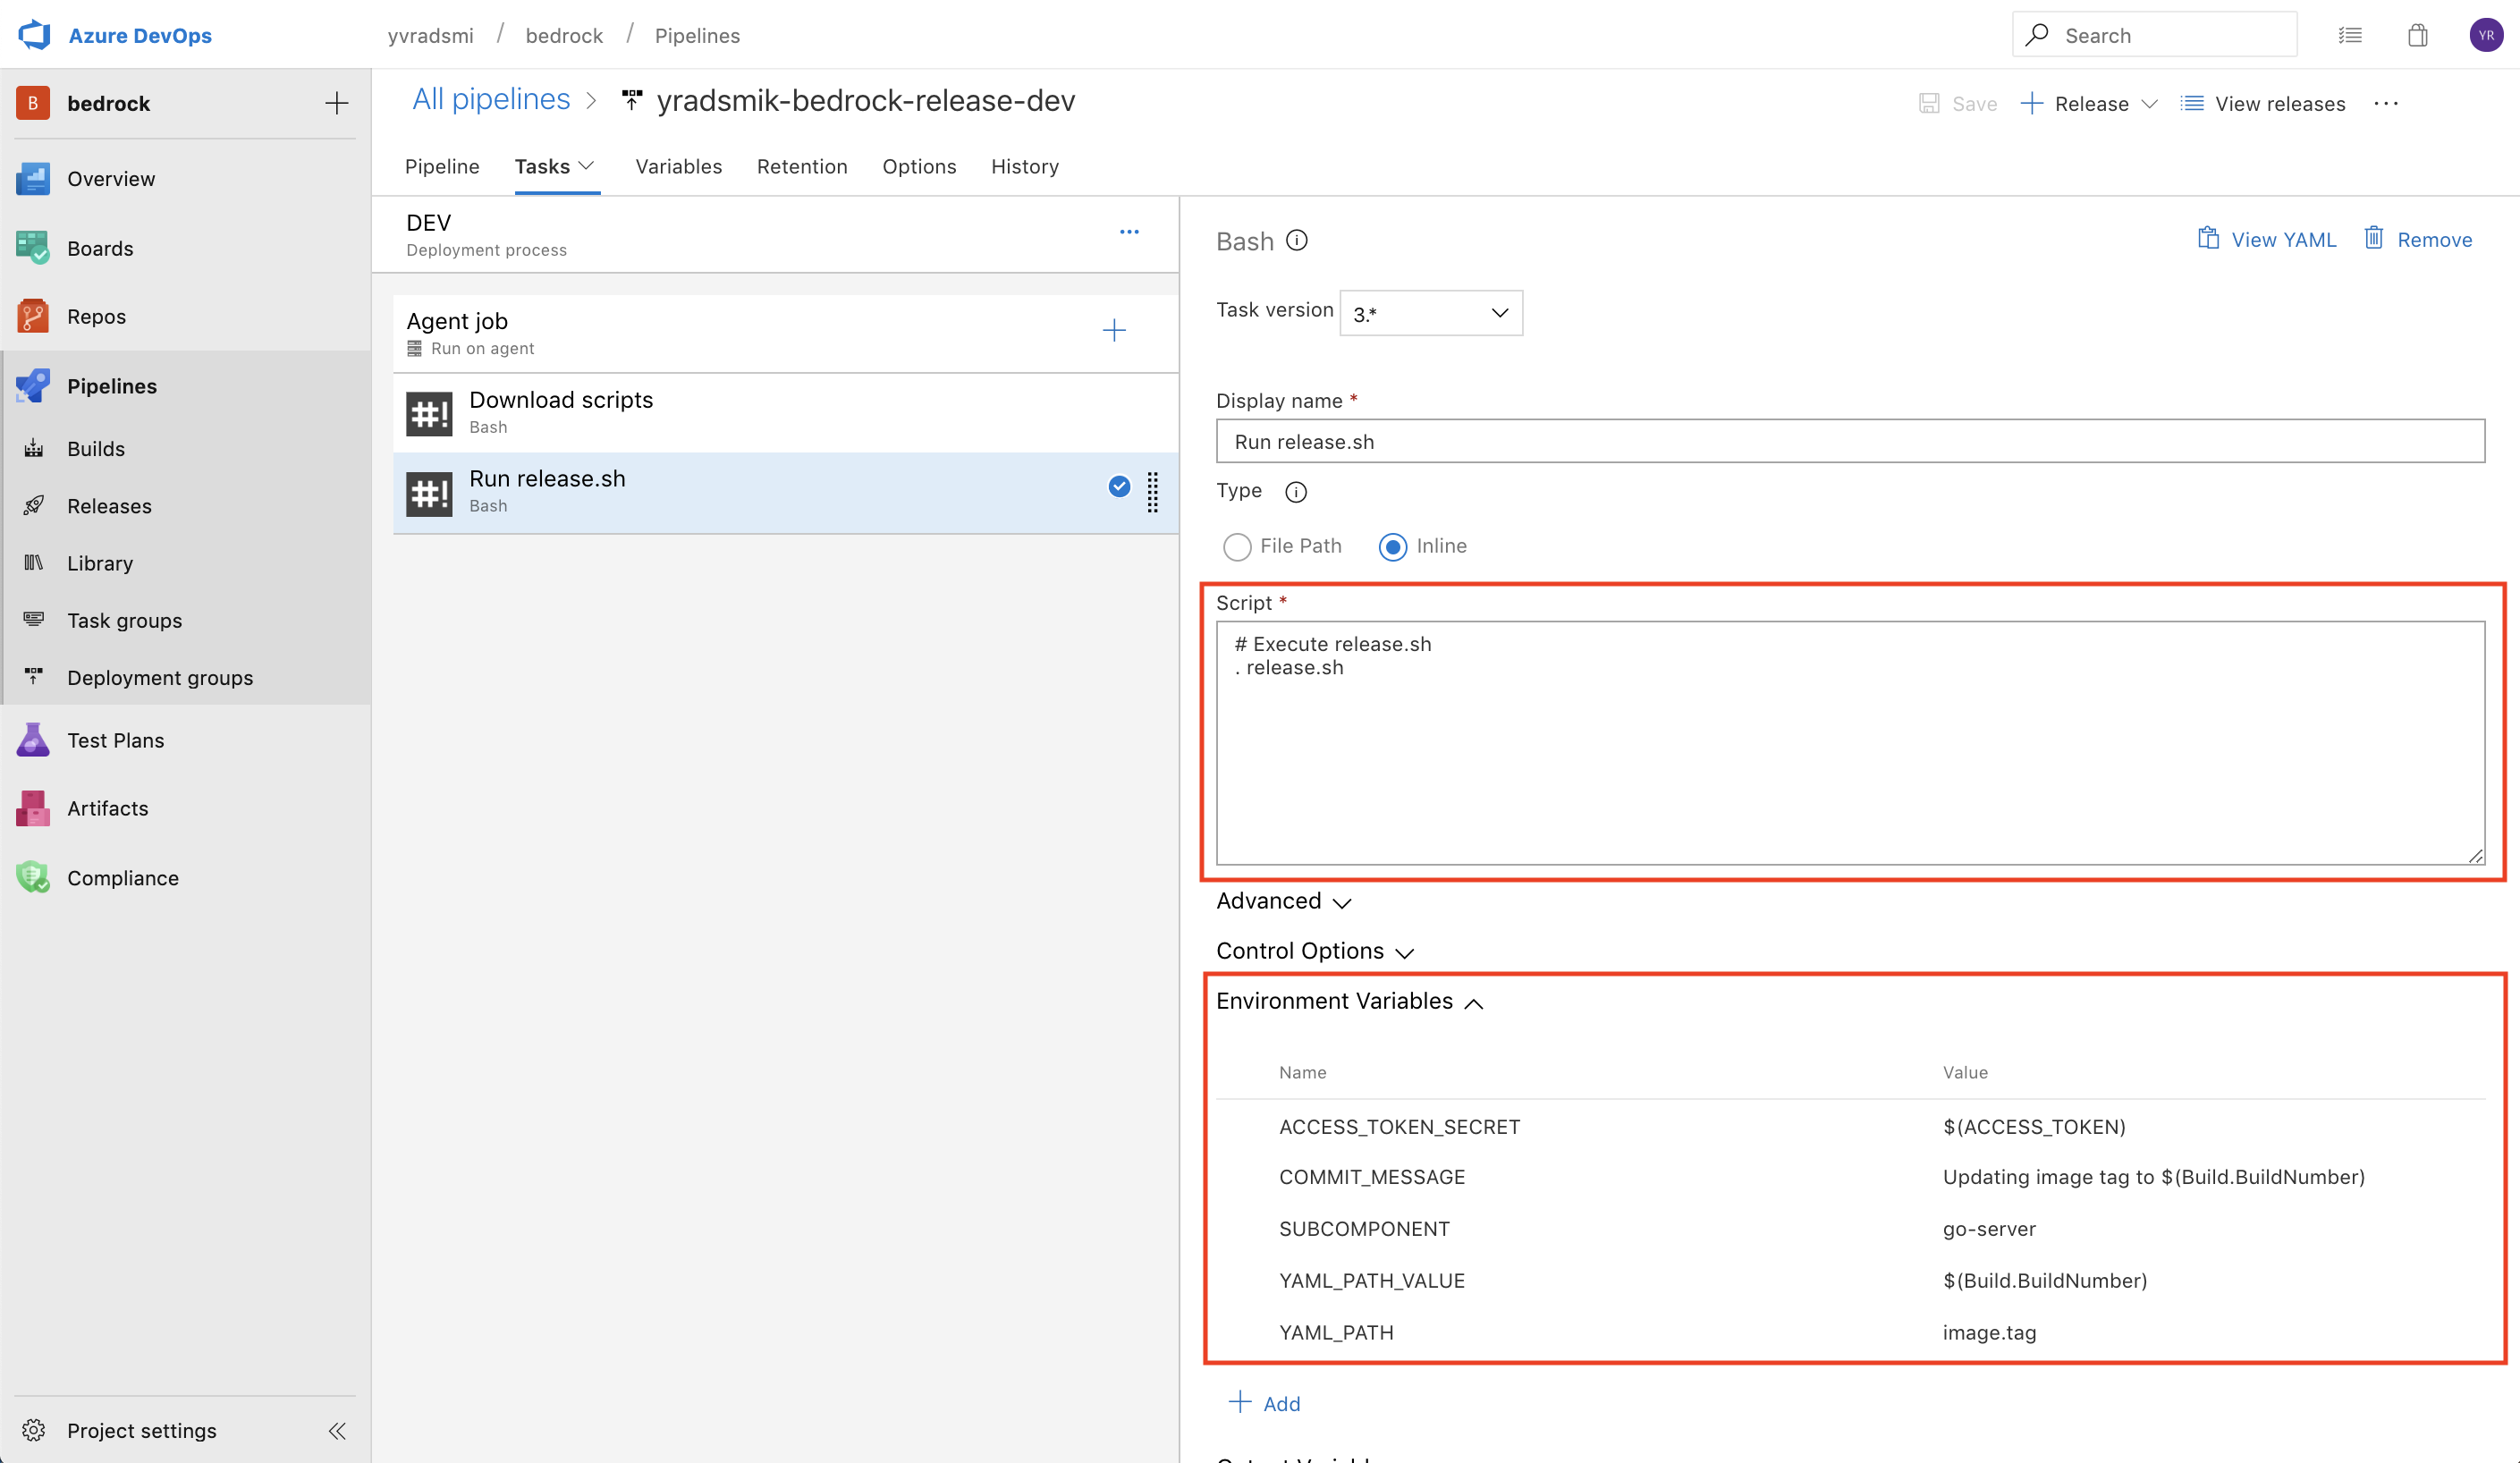 Azure DevOps
yvradsmi / bedrock / Pipelines
Search
YR
B bedrock
Overview
Boards
Repos
Pipelines
Builds
Releases
Library
Task groups
Deployment groups
Test Plans
Artifacts
Compliance
Project settings
All pipelines > yradsmik-bedrock-release-dev
Save
Release
View releases
Pipeline Tasks Variables Retention Options History
DEV
Deployment process
Agent job
Run on agent
#! Download scripts
Bash
#! Run release.sh
Bash
Bash
View YAML
Remove
Task version 3.*
Display name *
Run release.sh
Type
File Path Inline
Script *
# Execute release.sh
. release.sh
Advanced
Control Options
Environment Variables
Name Value
ACCESS_TOKEN_SECRET $(ACCESS_TOKEN)
COMMIT_MESSAGE Updating image tag to $(Build.BuildNumber)
SUBCOMPONENT go-server
YAML_PATH_VALUE $(Build.BuildNumber)
YAML_PATH image.tag
Add